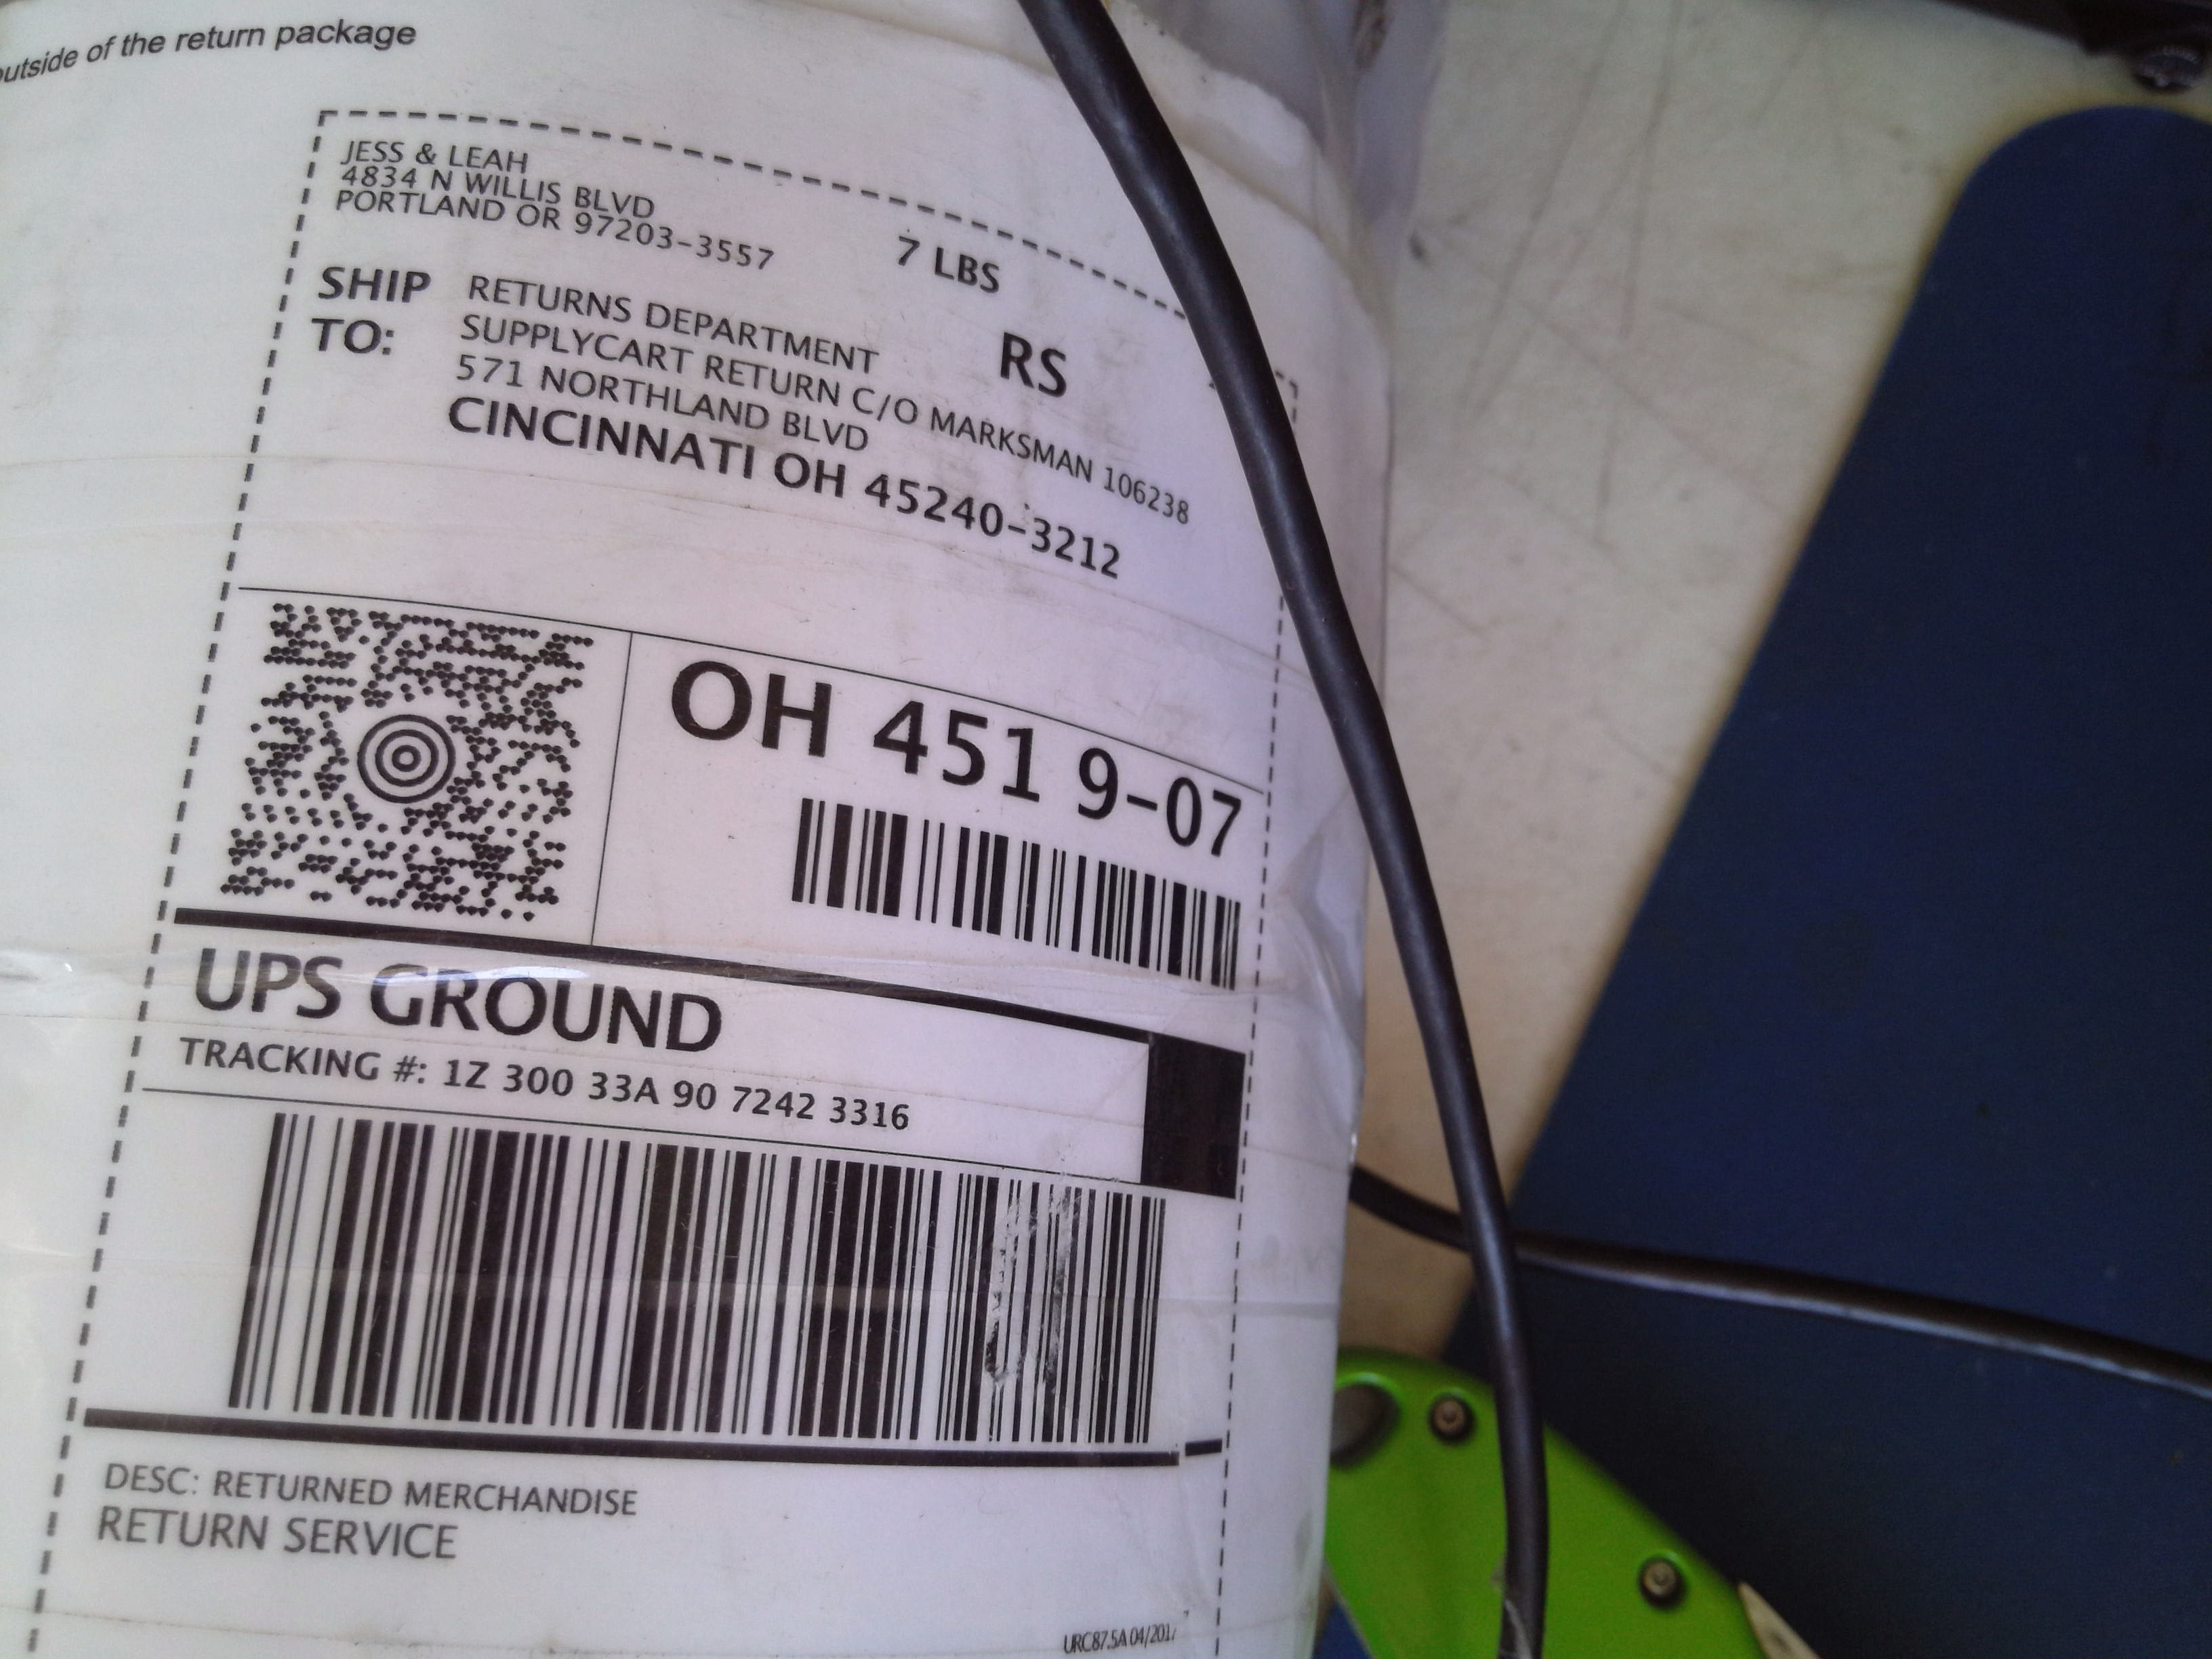 outside of the return package
JESS & LEAH
4834 N WILLIS BLVD
PORTLAND OR 97203-3557
7 LBS
RS
SHIP TO:
RETURNS DEPARTMENT
SUPPLYCART RETURN C/O MARKSMAN 106238
571 NORTHLAND BLVD
CINCINNATI OH 45240-3212
OH 451 9-07
UPS GROUND
TRACKING #: 1Z 300 33A 90 7242 3316
DESC: RETURNED MERCHANDISE
RETURN SERVICE
URC87.5A